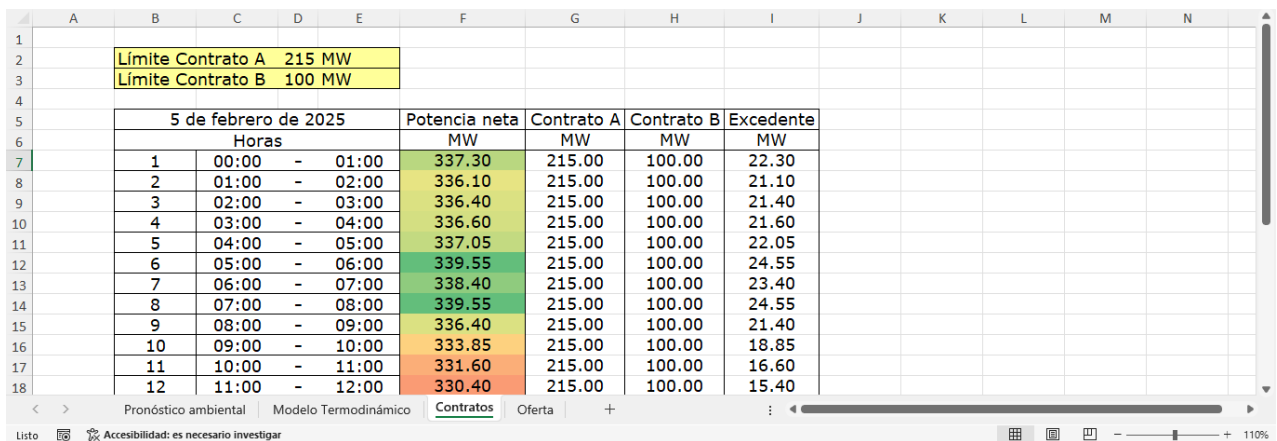 A B C D E F G H I J K L M N
1
2 Límite Contrato A 215 MW
3 Límite Contrato B 100 MW
4
5 5 de febrero de 2025 Potencia neta Contrato A Contrato B Excedente
6 Horas MW MW MW MW
7 1 00:00 - 01:00 337.30 215.00 100.00 22.30
8 2 01:00 - 02:00 336.10 215.00 100.00 21.10
9 3 02:00 - 03:00 336.40 215.00 100.00 21.40
10 4 03:00 - 04:00 336.60 215.00 100.00 21.60
11 5 04:00 - 05:00 337.05 215.00 100.00 22.05
12 6 05:00 - 06:00 339.55 215.00 100.00 24.55
13 7 06:00 - 07:00 338.40 215.00 100.00 23.40
14 8 07:00 - 08:00 339.55 215.00 100.00 24.55
15 9 08:00 - 09:00 336.40 215.00 100.00 21.40
16 10 09:00 - 10:00 333.85 215.00 100.00 18.85
17 11 10:00 - 11:00 331.60 215.00 100.00 16.60
18 12 11:00 - 12:00 330.40 215.00 100.00 15.40
Pronóstico ambiental Modelo Termodinámico Contratos Oferta +
Listo Accesibilidad: es necesario investigar - + 110%